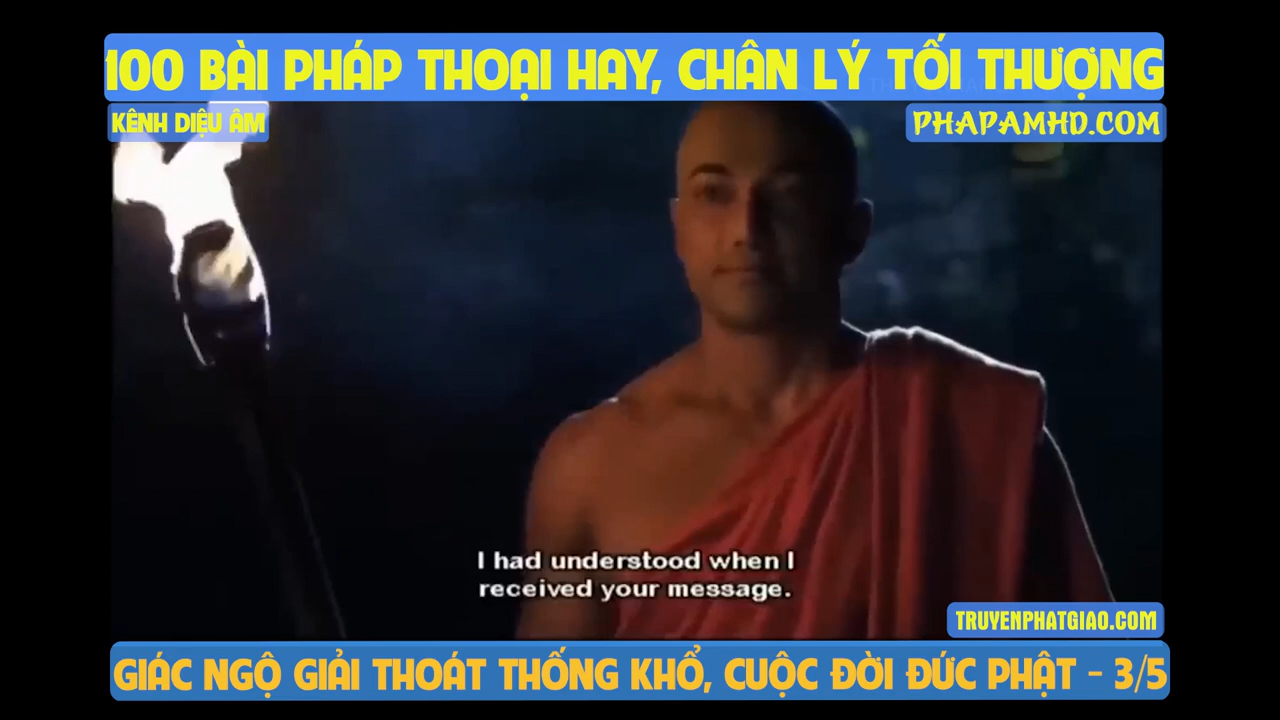 100 BÀI PHÁP THOẠI HAY, CHÂN LÝ TỐI THƯỢNG
KÊNH DIỆU ÂM
PHAPAMHD.COM
I had understood when I
received your message.
TRUYENPHATGIAO.COM
GIÁC NGỘ GIẢI THOÁT THỐNG KHỔ, CUỘC ĐỜI ĐỨC PHẬT - 3/5